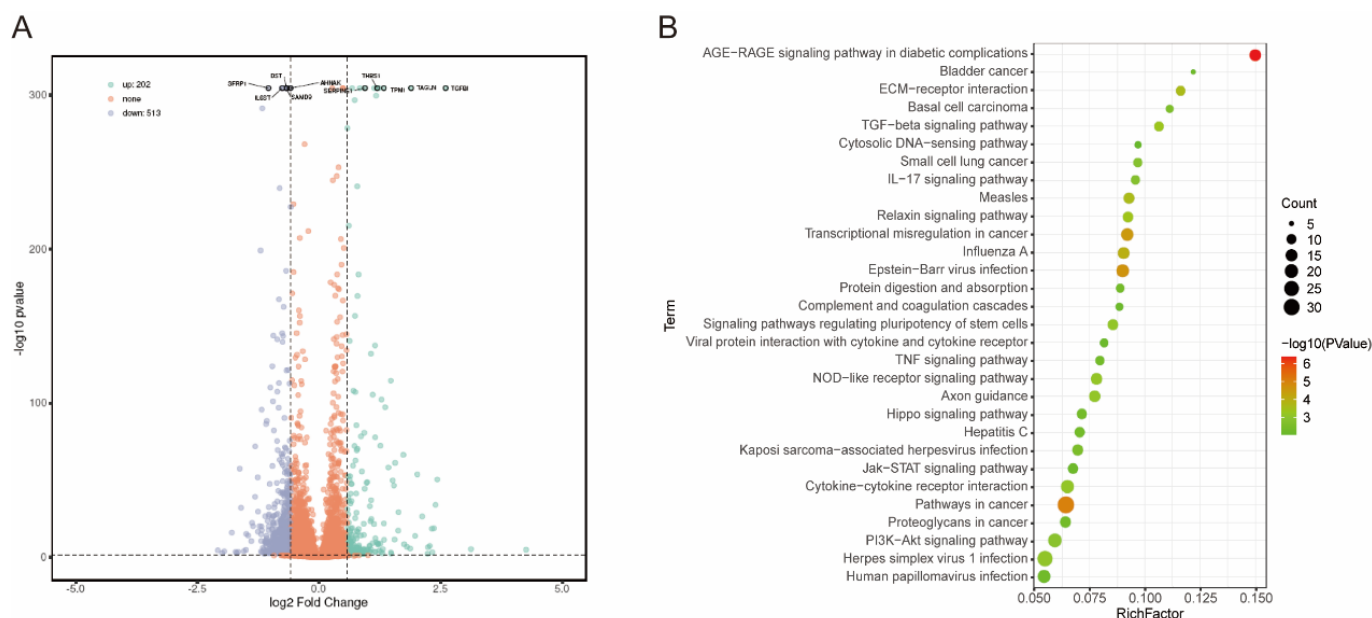 A
up: 202
none
down: 513
SFRP1
DST
IL6ST
SAMD9
AHNAK
SERPINE1
THBS1
TPM1
TAGLN
TGFBI
300
200
100
0
-log10 pvalue
-5.0
-2.5
0.0
2.5
5.0
log2 Fold Change
B
AGE−RAGE signaling pathway in diabetic complications
Bladder cancer
ECM−receptor interaction
Basal cell carcinoma
TGF−beta signaling pathway
Cytosolic DNA−sensing pathway
Small cell lung cancer
IL−17 signaling pathway
Measles
Relaxin signaling pathway
Transcriptional misregulation in cancer
Influenza A
Epstein−Barr virus infection
Protein digestion and absorption
Complement and coagulation cascades
Signaling pathways regulating pluripotency of stem cells
Viral protein interaction with cytokine and cytokine receptor
TNF signaling pathway
NOD−like receptor signaling pathway
Axon guidance
Hippo signaling pathway
Hepatitis C
Kaposi sarcoma−associated herpesvirus infection
Jak−STAT signaling pathway
Cytokine−cytokine receptor interaction
Pathways in cancer
Proteoglycans in cancer
PI3K−Akt signaling pathway
Herpes simplex virus 1 infection
Human papillomavirus infection
Term
0.050
0.075
0.100
0.125
0.150
RichFactor
Count
5
10
15
20
25
30
−log10(PValue)
6
5
4
3